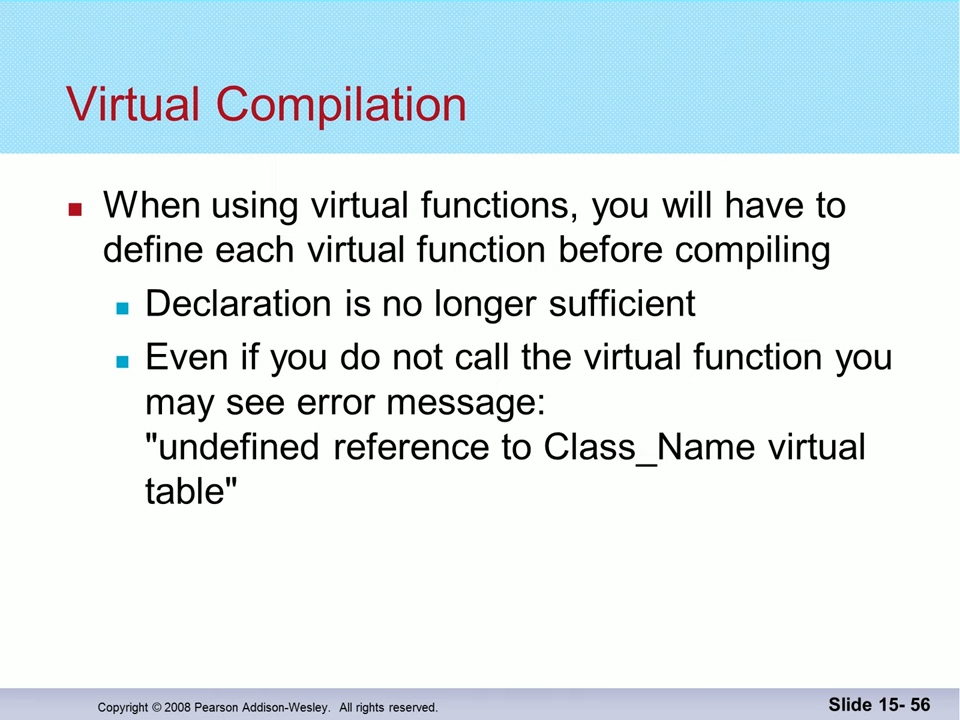 Virtual Compilation
When using virtual functions, you will have to
define each virtual function before compiling
Declaration is no longer sufficient
Even if you do not call the virtual function you
may see error message:
"undefined reference to Class_Name virtual
table"
Copyright © 2008 Pearson Addison-Wesley. All rights reserved.
Slide 15- 56